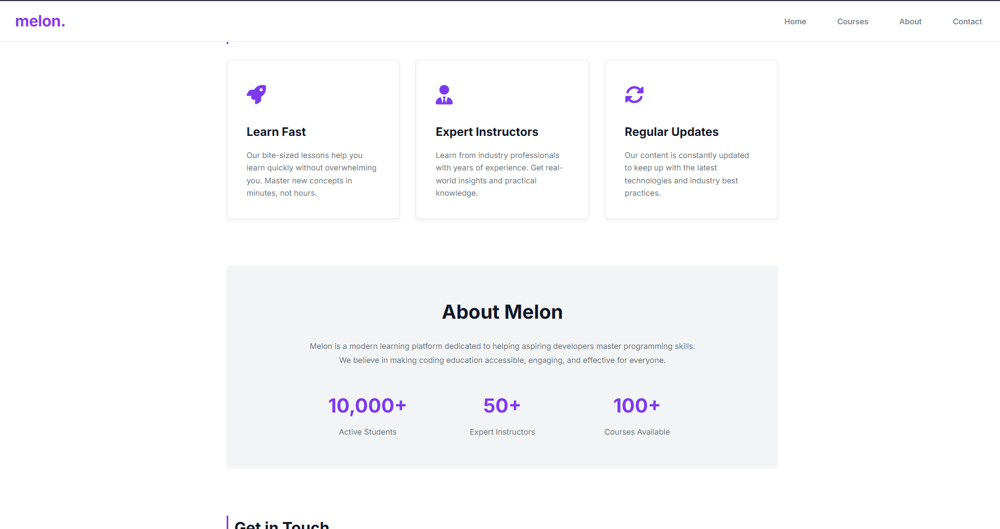 melon.
Home
Courses
About
Contact
Learn Fast
Our bite-sized lessons help you
learn quickly without overwhelming
you. Master new concepts in
minutes, not hours.
Expert Instructors
Learn from industry professionals
with years of experience. Get real-
world insights and practical
knowledge.
Regular Updates
Our content is constantly updated
to keep up with the latest
technologies and industry best
practices.
About Melon
Melon is a modern learning platform dedicated to helping aspiring developers master programming skills.
We believe in making coding education accessible, engaging, and effective for everyone.
10,000+
Active Students
50+
Expert Instructors
100+
Courses Available
Get in Touch